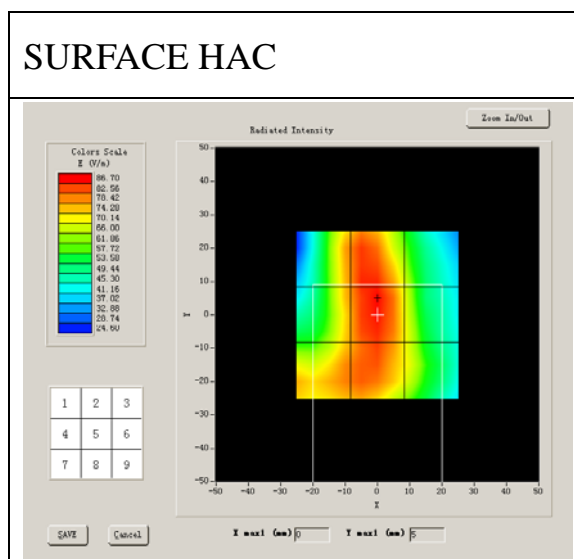 SURFACE HAC
Zoom In/Out
Radiated Intensity
Colors Scale
E (V/m)
86.70
82.56
78.42
74.28
70.14
66.00
61.86
57.72
53.58
49.44
45.30
41.16
37.02
32.88
28.74
24.60
50
40
30
20
10
0
-10
-20
-30
-40
-50
Y
-50 -40 -30 -20 -10 0 10 20 30 40 50
X
1 2 3
4 5 6
7 8 9
SAVE Cancel
X max1 (mm) 0 Y max1 (mm) 5